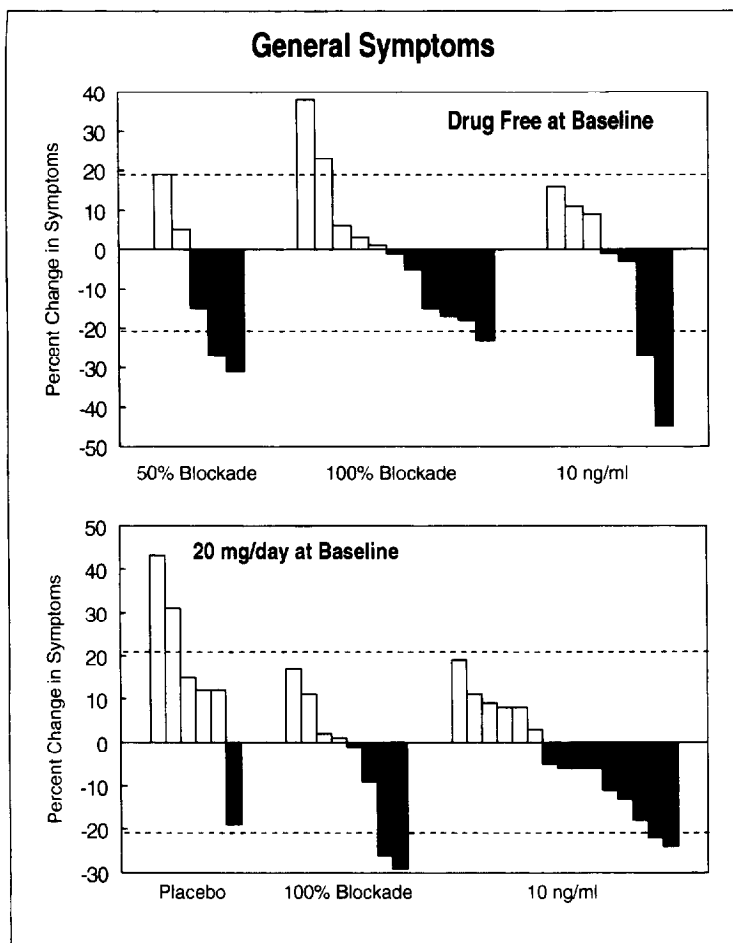 General Symptoms
Drug Free at Baseline
Percent Change in Symptoms
40
30
20
10
0
-10
-20
-30
-40
-50
50% Blockade
100% Blockade
10 ng/ml
20 mg/day at Baseline
Percent Change in Symptoms
50
40
30
20
10
0
-10
-20
-30
Placebo
100% Blockade
10 ng/ml